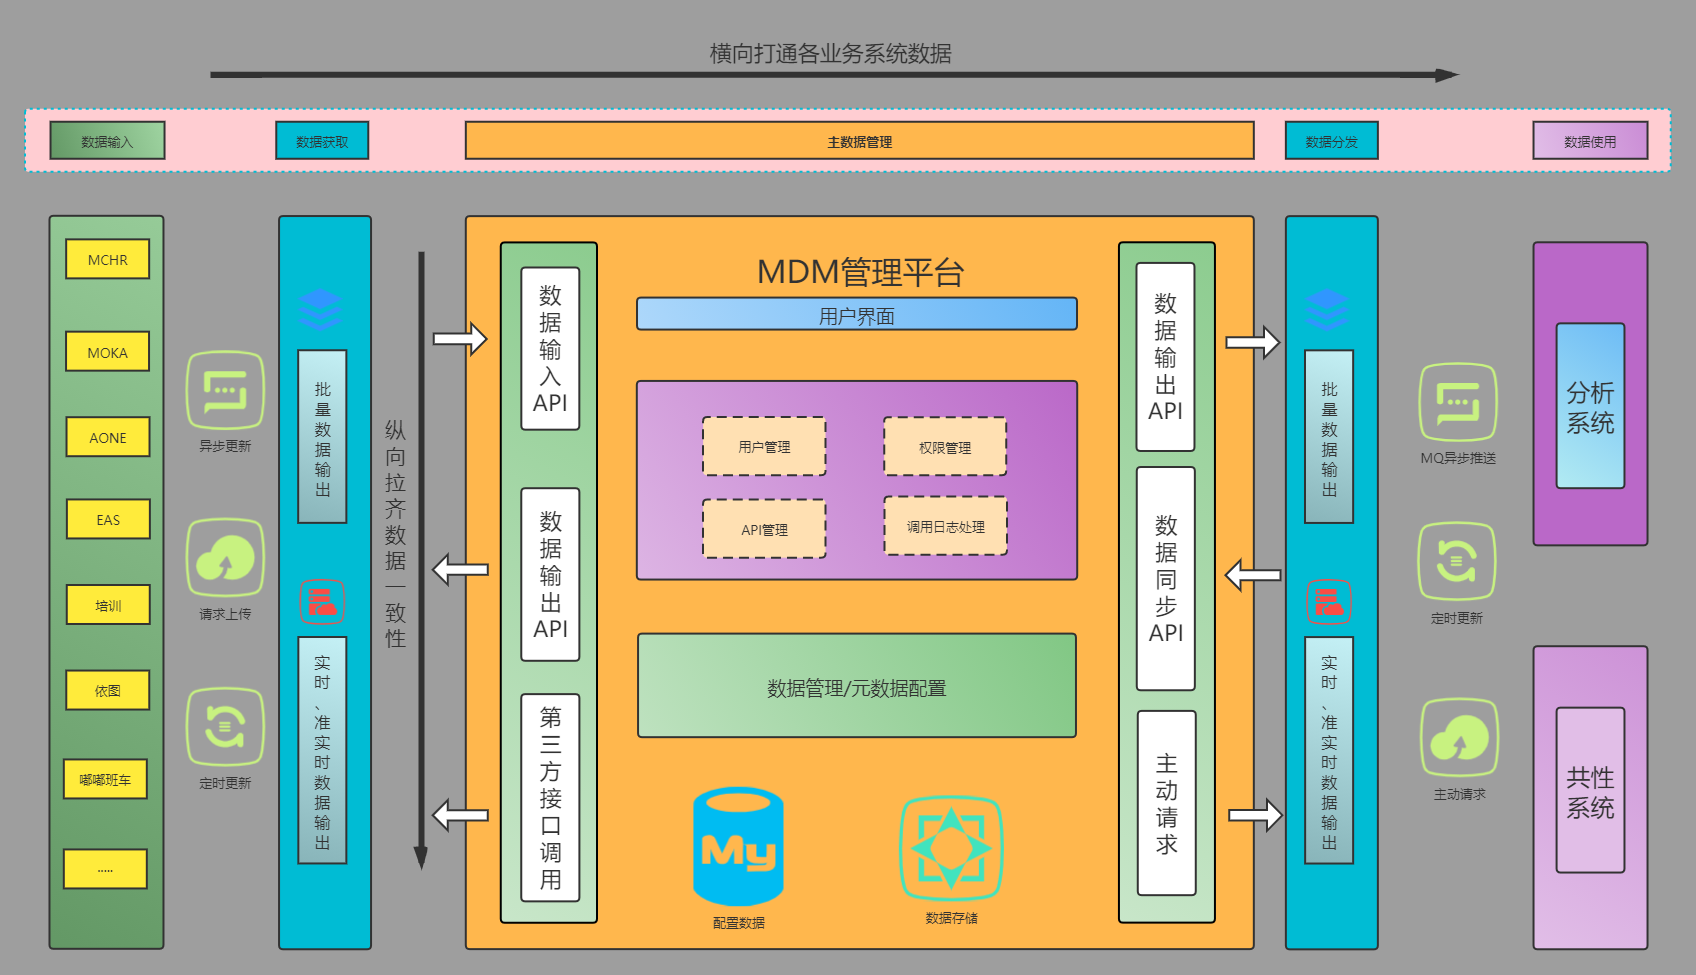 横向打通各业务系统数据
数据输入
数据获取
主数据管理
数据分发
数据使用
MCHR
MOKA
AONE
EAS
培训
依图
嘟嘟班车
.....
异步更新
请求上传
定时更新
批量数据输出
实时、准实时数据输出
纵向拉齐数据一致性
数据输入API
数据输出API
第三方接口调用
MDM管理平台
用户界面
用户管理
权限管理
API管理
调用日志处理
数据管理/元数据配置
My
配置数据
数据存储
数据输出API
数据同步API
主动请求
批量数据输出
实时、准实时数据输出
MQ异步推送
定时更新
主动请求
分析
系统
共性
系统